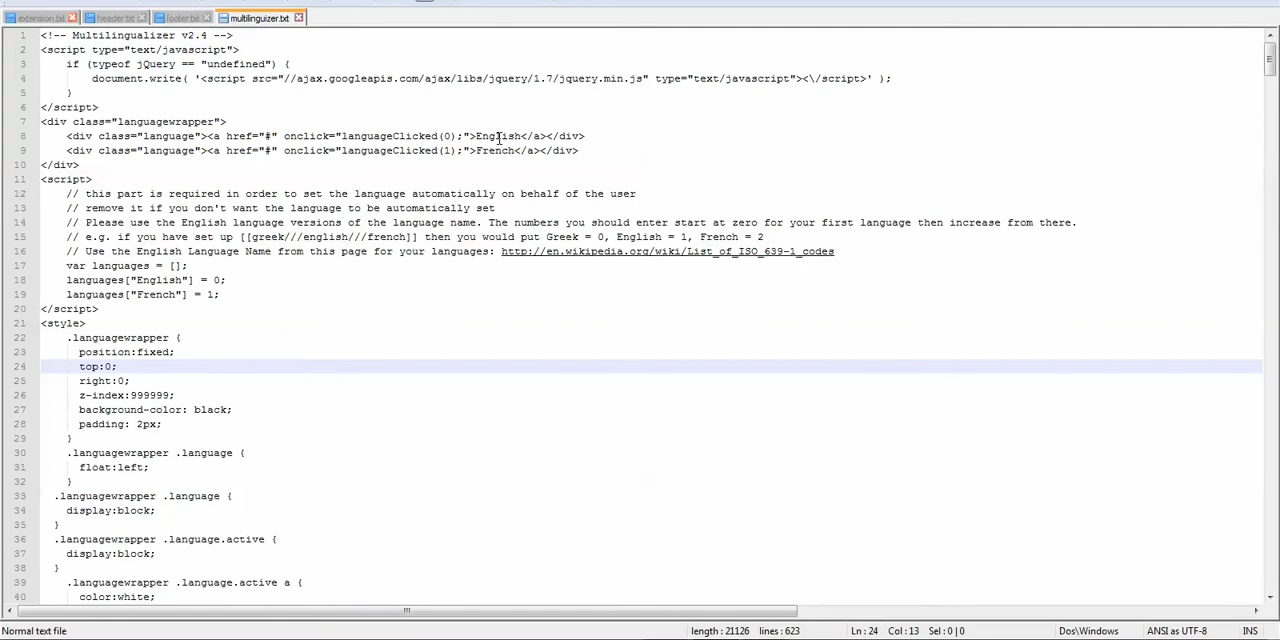 extension.txt header.txt footer.txt multilinguizer.txt
1 <!-- Multilingualizer v2.4 -->
2 <script type="text/javascript">
3 if (typeof jQuery == "undefined") {
4 document.write( '<script src="//ajax.googleapis.com/ajax/libs/jquery/1.7/jquery.min.js" type="text/javascript"><\/script>' );
5 }
6 </script>
7 <div class="languagewrapper">
8 <div class="language"><a href="#" onclick="languageClicked(0);">English</a></div>
9 <div class="language"><a href="#" onclick="languageClicked(1);">French</a></div>
10 </div>
11 <script>
12 // this part is required in order to set the language automatically on behalf of the user
13 // remove it if you don't want the language to be automatically set
14 // Please use the English language versions of the language name. The numbers you should enter start at zero for your first language then increase from there.
15 // e.g. if you have set up [[greek///english///french]] then you would put Greek = 0, English = 1, French = 2
16 // Use the English Language Name from this page for your languages: http://en.wikipedia.org/wiki/List_of_ISO_639-1_codes
17 var languages = [];
18 languages["English"] = 0;
19 languages["French"] = 1;
20 </script>
21 <style>
22 .languagewrapper {
23 position:fixed;
24 top:0;
25 right:0;
26 z-index:999999;
27 background-color: black;
28 padding: 2px;
29 }
30 .languagewrapper .language {
31 float:left;
32 }
33 .languagewrapper .language {
34 display:block;
35 }
36 .languagewrapper .language.active {
37 display:block;
38 }
39 .languagewrapper .language.active a {
40 color:white;
Normal text file length : 21126 lines : 623 Ln : 24 Col : 13 Sel : 0 | 0 Dos\Windows ANSI as UTF-8 INS